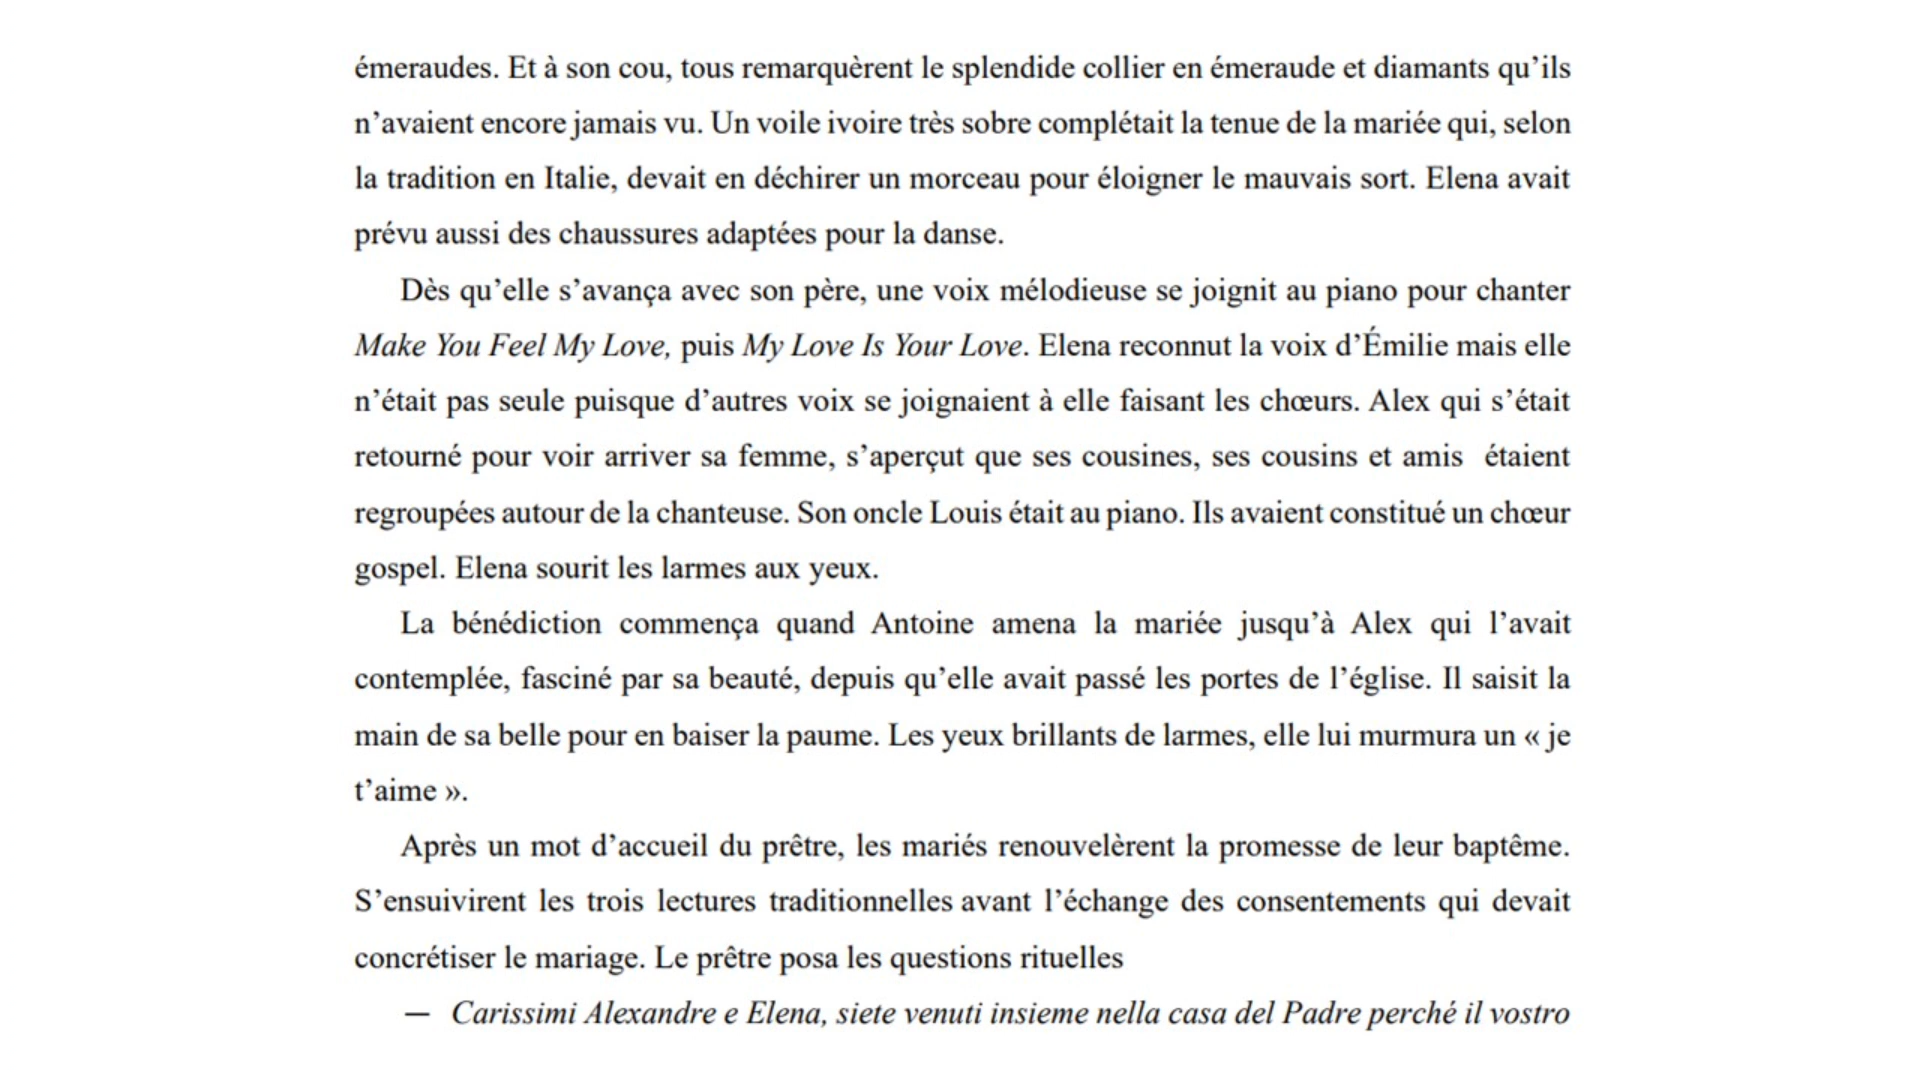 émeraudes. Et à son cou, tous remarquèrent le splendide collier en émeraude et diamants qu’ils
n’avaient encore jamais vu. Un voile ivoire très sobre complétait la tenue de la mariée qui, selon
la tradition en Italie, devait en déchirer un morceau pour éloigner le mauvais sort. Elena avait
prévu aussi des chaussures adaptées pour la danse.
Dès qu’elle s’avança avec son père, une voix mélodieuse se joignit au piano pour chanter
Make You Feel My Love, puis My Love Is Your Love. Elena reconnut la voix d’Émilie mais elle
n’était pas seule puisque d’autres voix se joignaient à elle faisant les chœurs. Alex qui s’était
retourné pour voir arriver sa femme, s’aperçut que ses cousines, ses cousins et amis étaient
regroupées autour de la chanteuse. Son oncle Louis était au piano. Ils avaient constitué un chœur
gospel. Elena sourit les larmes aux yeux.
La bénédiction commença quand Antoine amena la mariée jusqu’à Alex qui l’avait
contemplée, fasciné par sa beauté, depuis qu’elle avait passé les portes de l’église. Il saisit la
main de sa belle pour en baiser la paume. Les yeux brillants de larmes, elle lui murmura un « je
t’aime ».
Après un mot d’accueil du prêtre, les mariés renouvelèrent la promesse de leur baptême.
S’ensuivirent les trois lectures traditionnelles avant l’échange des consentements qui devait
concrétiser le mariage. Le prêtre posa les questions rituelles
— Carissimi Alexandre e Elena, siete venuti insieme nella casa del Padre perché il vostro